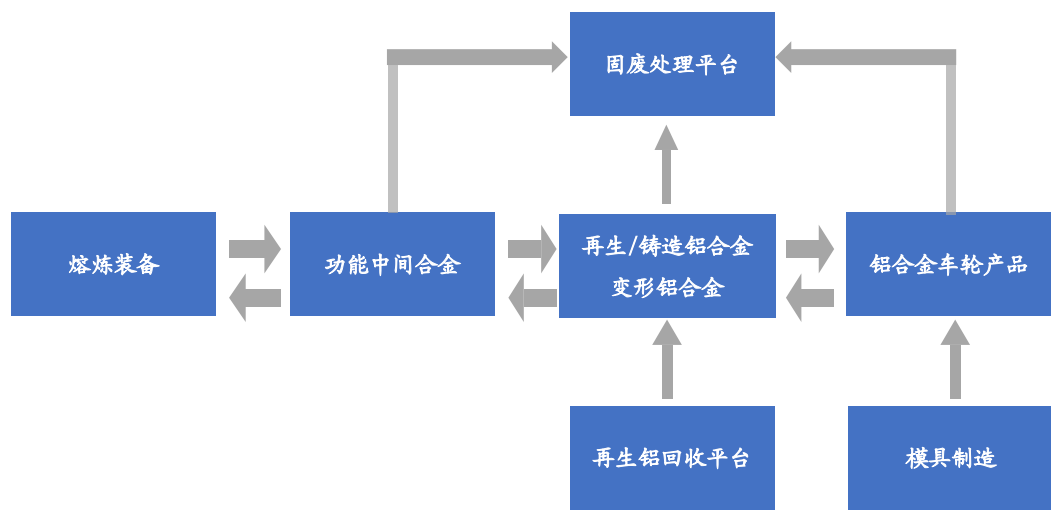 固废处理平台
熔炼装备
功能中间合金
再生/铸造铝合金
变形铝合金
铝合金车轮产品
再生铝回收平台
模具制造